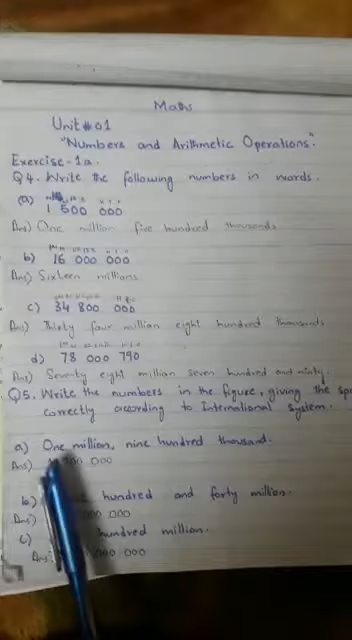 Maths
Unit #01
"Numbers and Arithmetic Operations".
Exercise-1a.
Q4. Write the following numbers in words.
(a) 1 500 000
Ans) One million five hundred thousands
b) 16 000 000
Ans) Sixteen millions
c) 34 800 000
Ans) Thirty four million eight hundred thousands
d) 78 000 790
Ans) Seventy eight million seven hundred and ninty.
Q5. Write the numbers in the figure, giving the
correctly according to International system.
a) One million, nine hundred thousand.
Ans) 000
b) hundred and forty million.
Ans) 000 000
c) hundred million.
Ans) 000 000